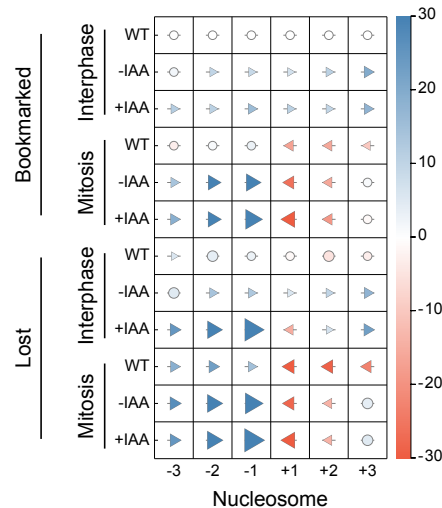 Bookmarked
Interphase
WT
-IAA
+IAA
Mitosis
WT
-IAA
+IAA
Lost
Interphase
WT
-IAA
+IAA
Mitosis
WT
-IAA
+IAA
-3 -2 -1 +1 +2 +3
Nucleosome
30
20
10
0
-10
-20
-30